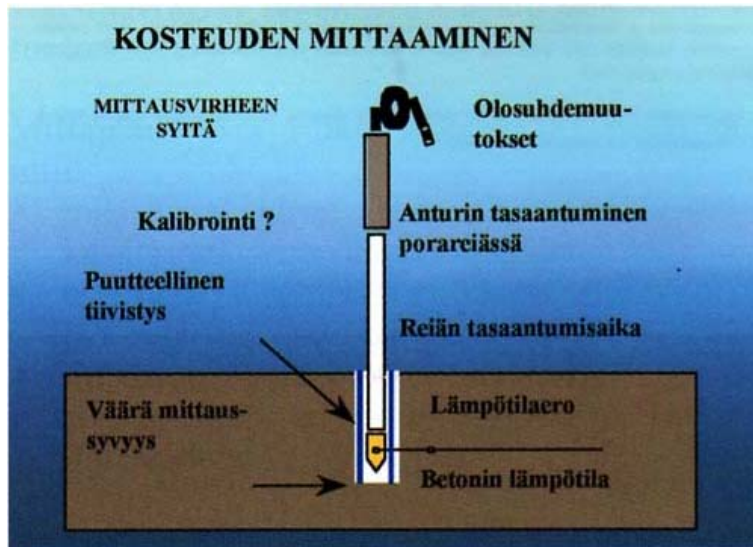 KOSTEUDEN MITTAAMINEN
MITTAUSVIRHEEN
SYITÄ
Olosuhdemuu-
tokset
Kalibrointi ?
Anturin tasaantuminen
porareiässä
Puutteellinen
tiivistys
Reiän tasaantumisaika
Väärä mittaus-
syvyys
Lämpötilaero
Betonin lämpötila